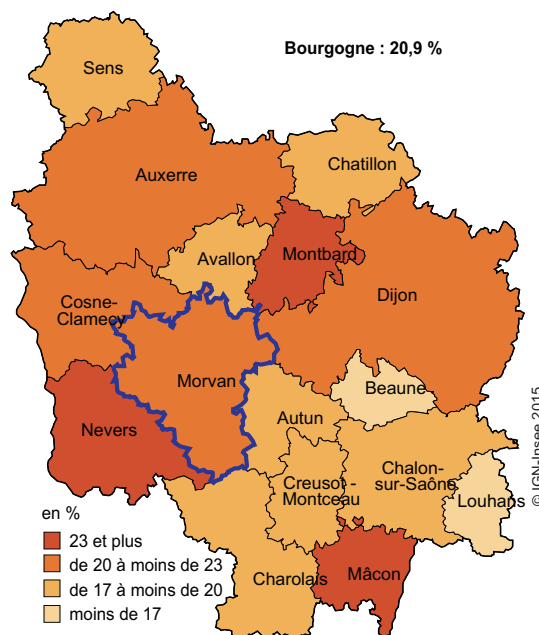 Bourgogne : 20,9 %
Sens
Chatillon
Auxerre
Avallon
Montbard
Dijon
Cosne-
Clamecy
Morvan
Beaune
Nevers
Autun
Creusot -
Montceau
Chalon-
sur-Saône
Louhans
Charolais
Mâcon
© IGN-Insee 2015
en %
23 et plus
de 20 à moins de 23
de 17 à moins de 20
moins de 17